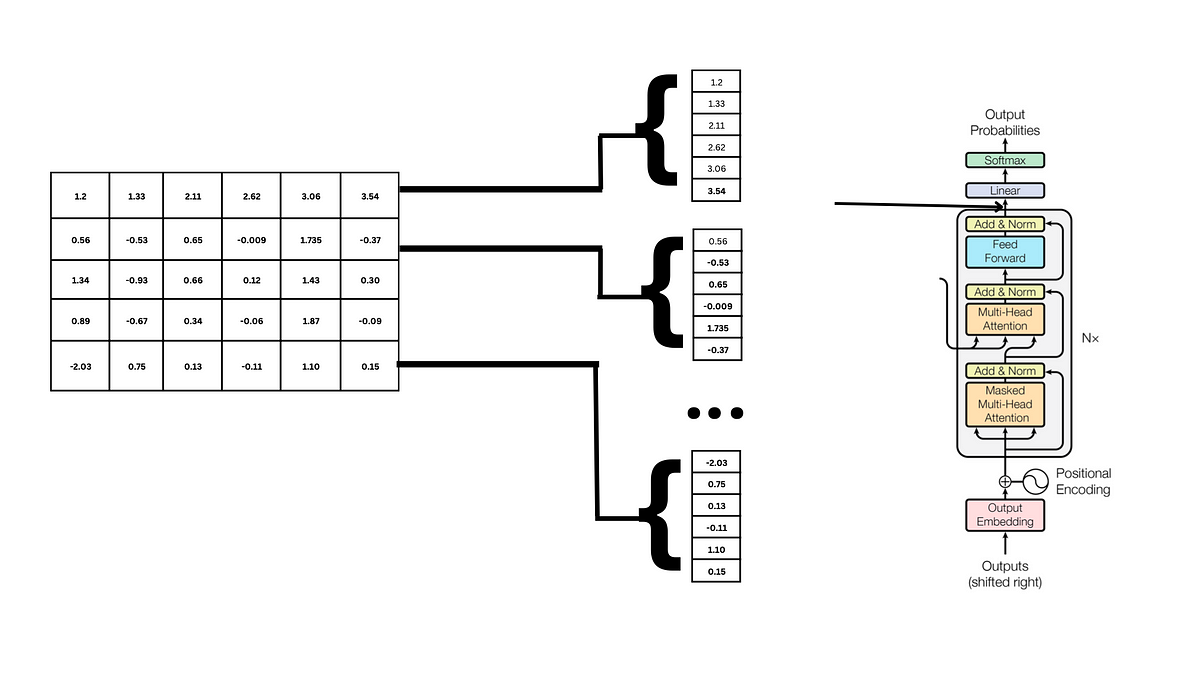 1.2 1.33 2.11 2.62 3.06 3.54
0.56 -0.53 0.65 -0.009 1.735 -0.37
1.34 -0.93 0.66 0.12 1.43 0.30
0.89 -0.67 0.34 -0.06 1.87 -0.09
-2.03 0.75 0.13 -0.11 1.10 0.15
1.2
1.33
2.11
2.62
3.06
3.54
0.56
-0.53
0.65
-0.009
1.735
-0.37
-2.03
0.75
0.13
-0.11
1.10
0.15
Output
Probabilities
Softmax
Linear
Add & Norm
Feed
Forward
Add & Norm
Multi-Head
Attention
N×
Add & Norm
Masked
Multi-Head
Attention
Positional
Encoding
Output
Embedding
Outputs
(shifted right)